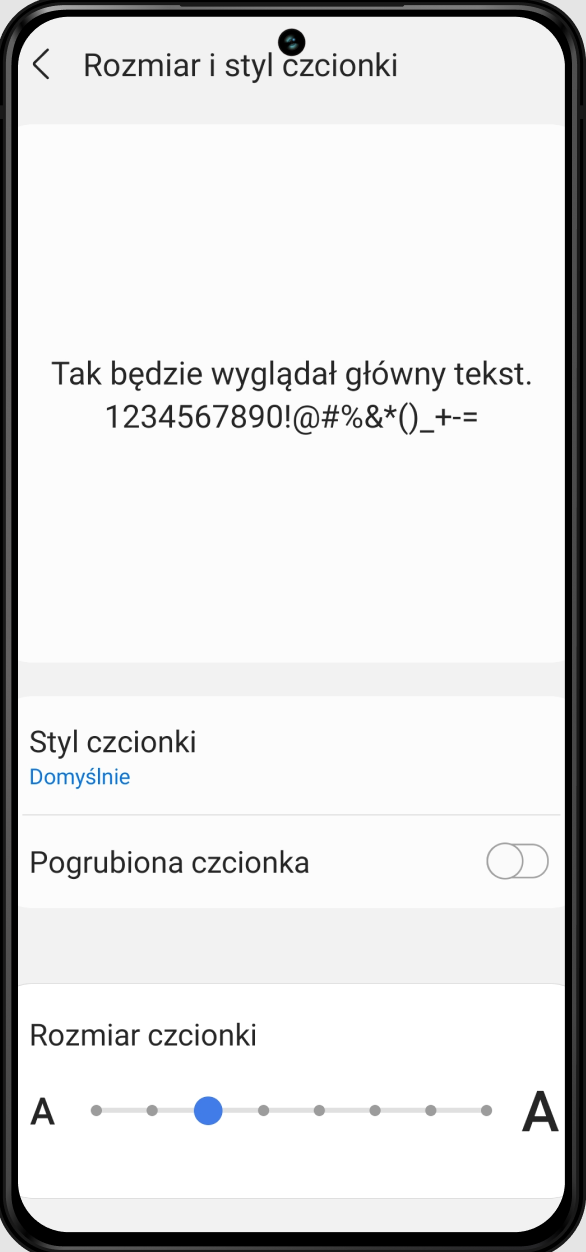 Rozmiar i styl czcionki
Tak będzie wyglądał główny tekst.
1234567890!@#%&*()_+-=
Styl czcionki
Domyślnie
Pogrubiona czcionka
Rozmiar czcionki
A A